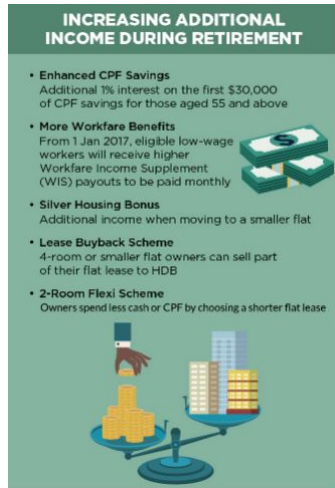 INCREASING ADDITIONAL
INCOME DURING RETIREMENT
• Enhanced CPF Savings
Additional 1% interest on the first $30,000
of CPF savings for those aged 55 and above
• More Workfare Benefits
From 1 Jan 2017, eligible low-wage
workers will receive higher
Workfare Income Supplement
(WIS) payouts to be paid monthly
• Silver Housing Bonus
Additional income when moving to a smaller flat
• Lease Buyback Scheme
4-room or smaller flat owners can sell part
of their flat lease to HDB
• 2-Room Flexi Scheme
Owners spend less cash or CPF by choosing a shorter flat lease
$